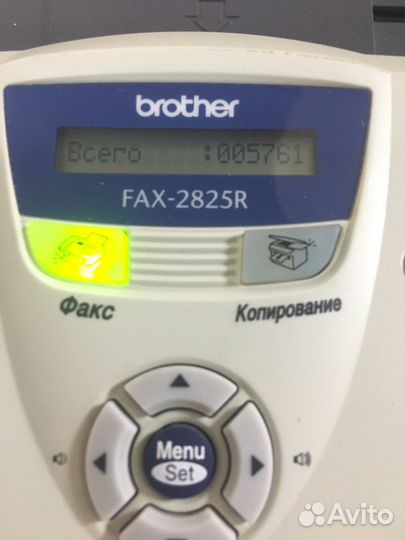 brother
Всего :005761
FAX-2825R
Факс
Копирование
Menu
Set
Avito